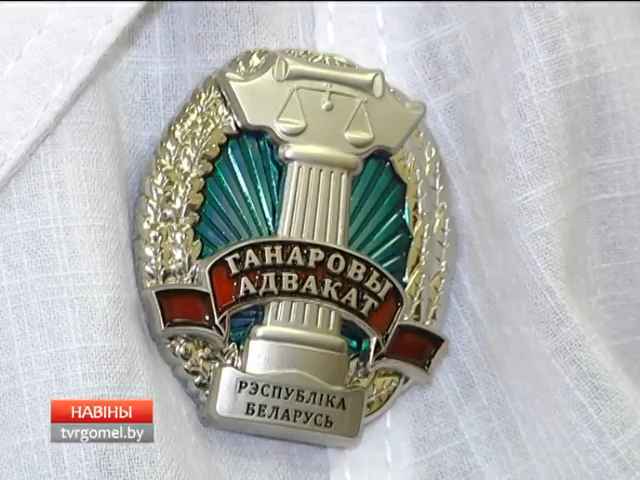 ГАНАРОВЫ
АДВАКАТ
РЭСПУБЛІКА
БЕЛАРУСЬ
НАВІНЫ
tvrgomel.by